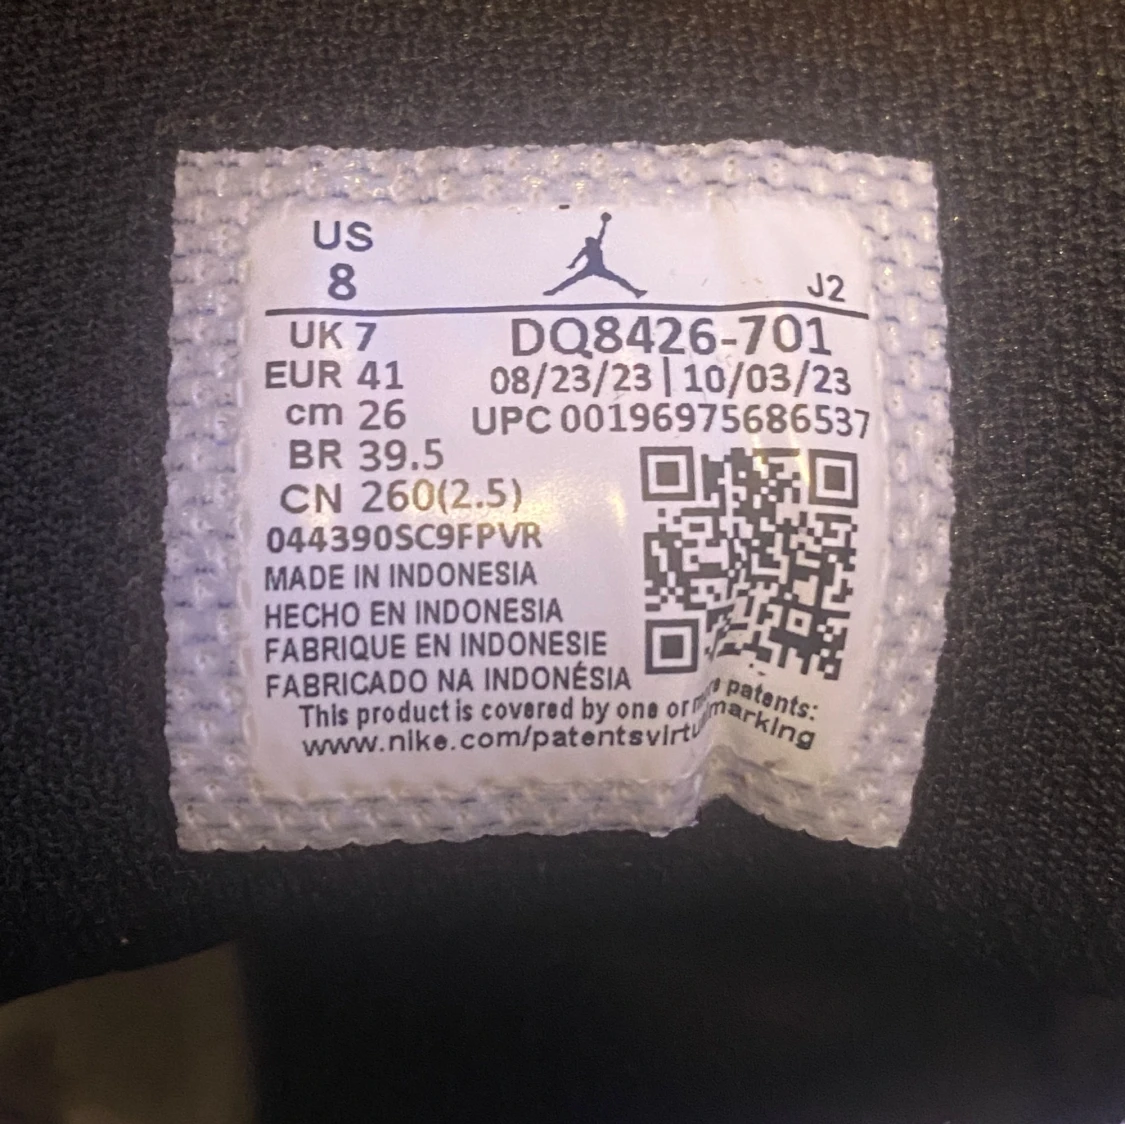 US
8
J2
UK 7
DQ8426-701
EUR 41
08/23/23 | 10/03/23
cm 26
UPC 00196975686537
BR 39.5
CN 260(2.5)
044390SC9FPVR
MADE IN INDONESIA
HECHO EN INDONESIA
FABRIQUE EN INDONESIE
FABRICADO NA INDONÉSIA
This product is covered by one or more patents:
www.nike.com/patentsvirtualmarking